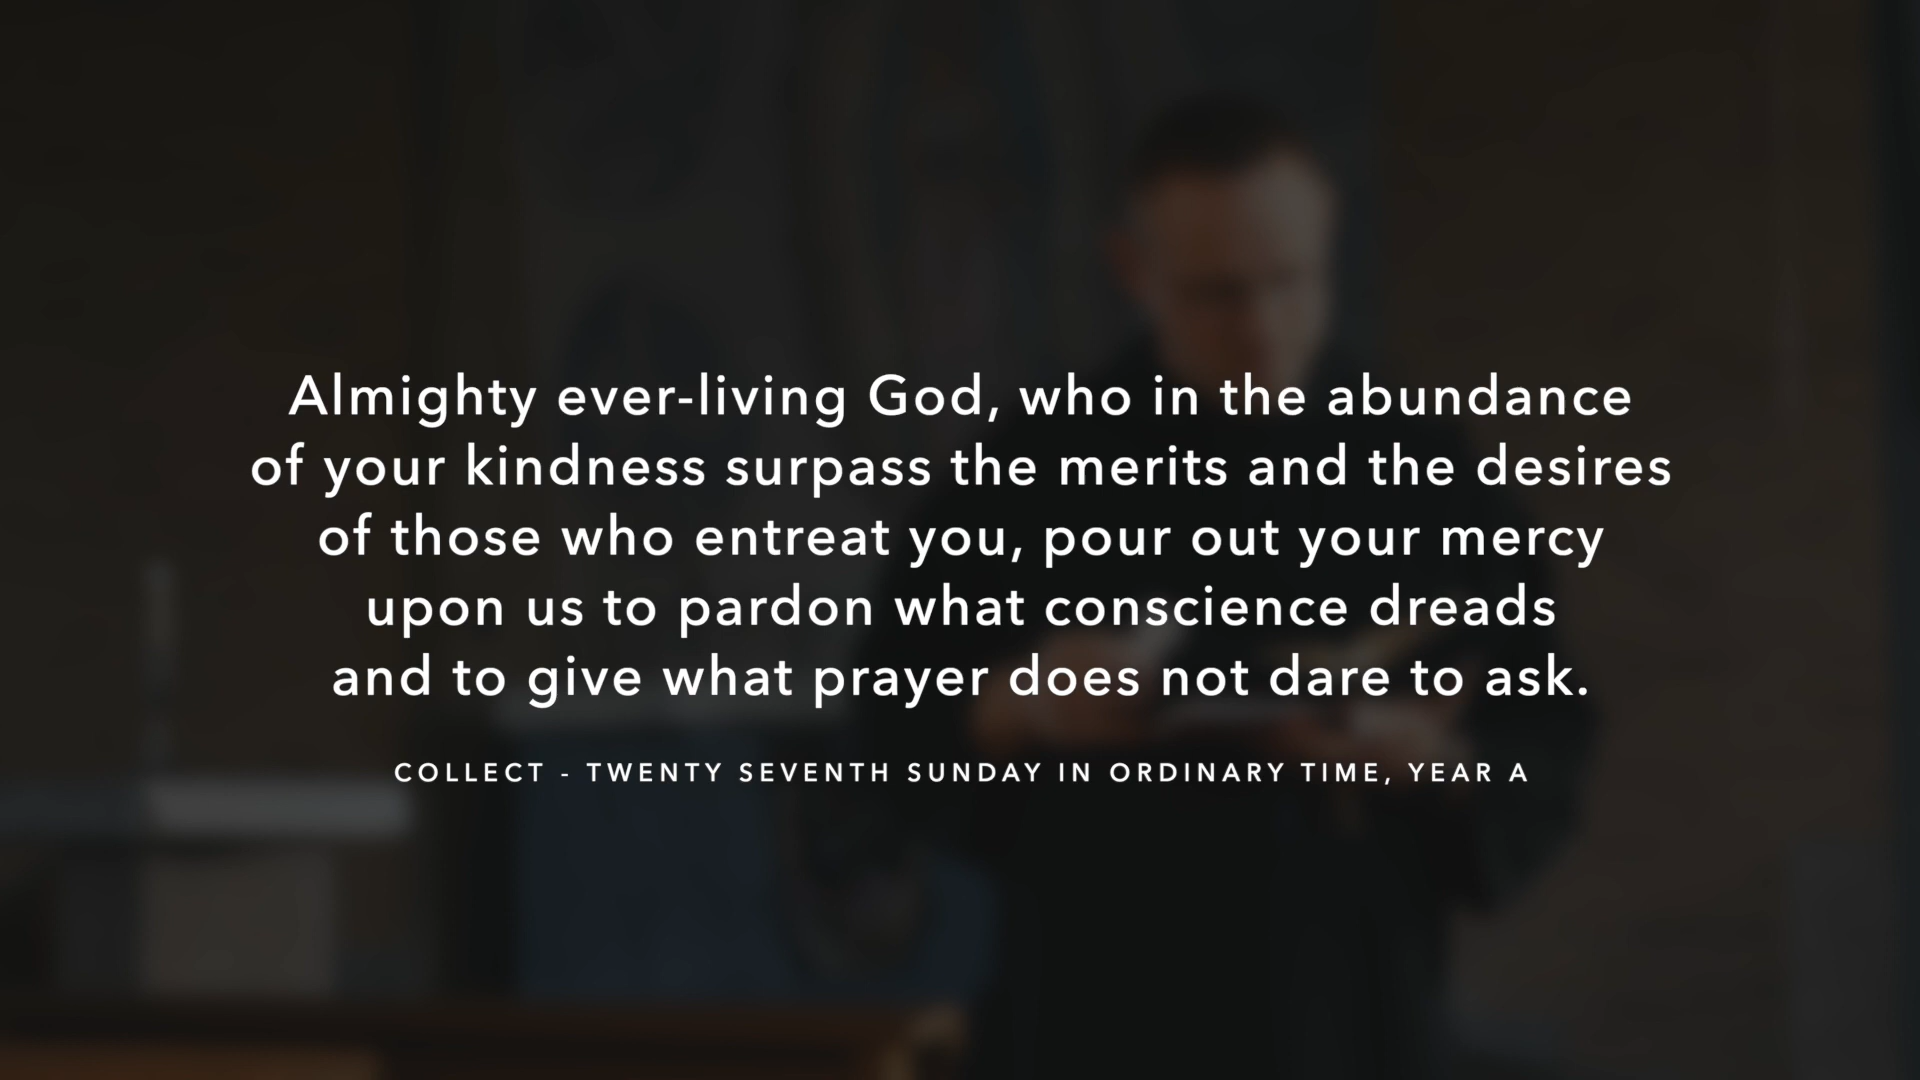 Almighty ever-living God, who in the abundance
of your kindness surpass the merits and the desires
of those who entreat you, pour out your mercy
upon us to pardon what conscience dreads
and to give what prayer does not dare to ask.
COLLECT - TWENTY SEVENTH SUNDAY IN ORDINARY TIME, YEAR A